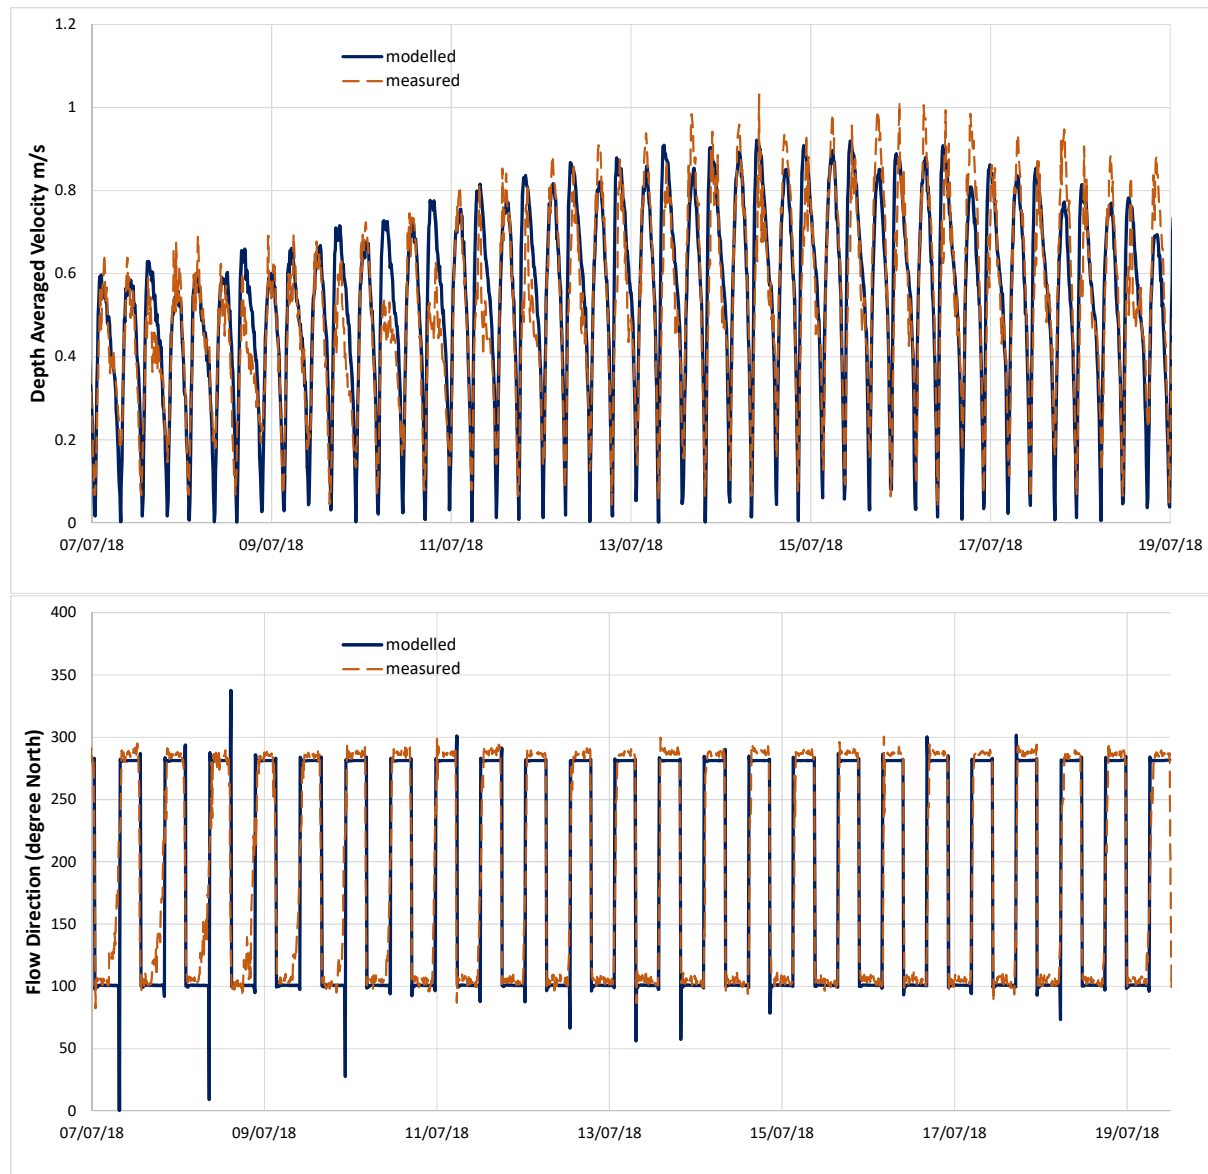 1.2
1
0.8
0.6
0.4
0.2
0
Depth Averaged Velocity m/s
modelled
measured
07/07/18 09/07/18 11/07/18 13/07/18 15/07/18 17/07/18 19/07/18
400
350
300
250
200
150
100
50
0
Flow Direction (degree North)
modelled
measured
07/07/18 09/07/18 11/07/18 13/07/18 15/07/18 17/07/18 19/07/18